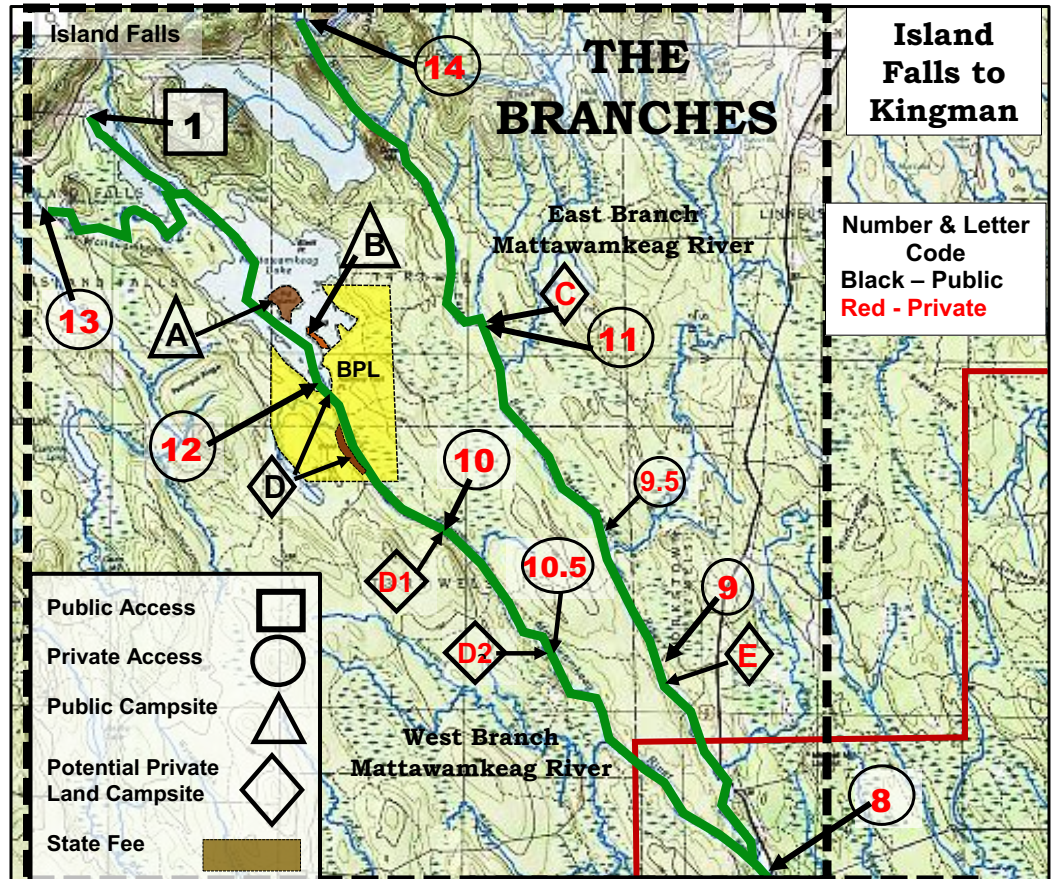 Island Falls
THE
BRANCHES
Island
Falls to
Kingman
14
1
Number & Letter
Code
Black – Public
Red - Private
East Branch
Mattawamkeag River
B
C
A
13
11
BPL
12
D
10
9.5
10.5
D1
9
D2
E
West Branch
Mattawamkeag River
8
Public Access
Private Access
Public Campsite
Potential Private
Land Campsite
State Fee